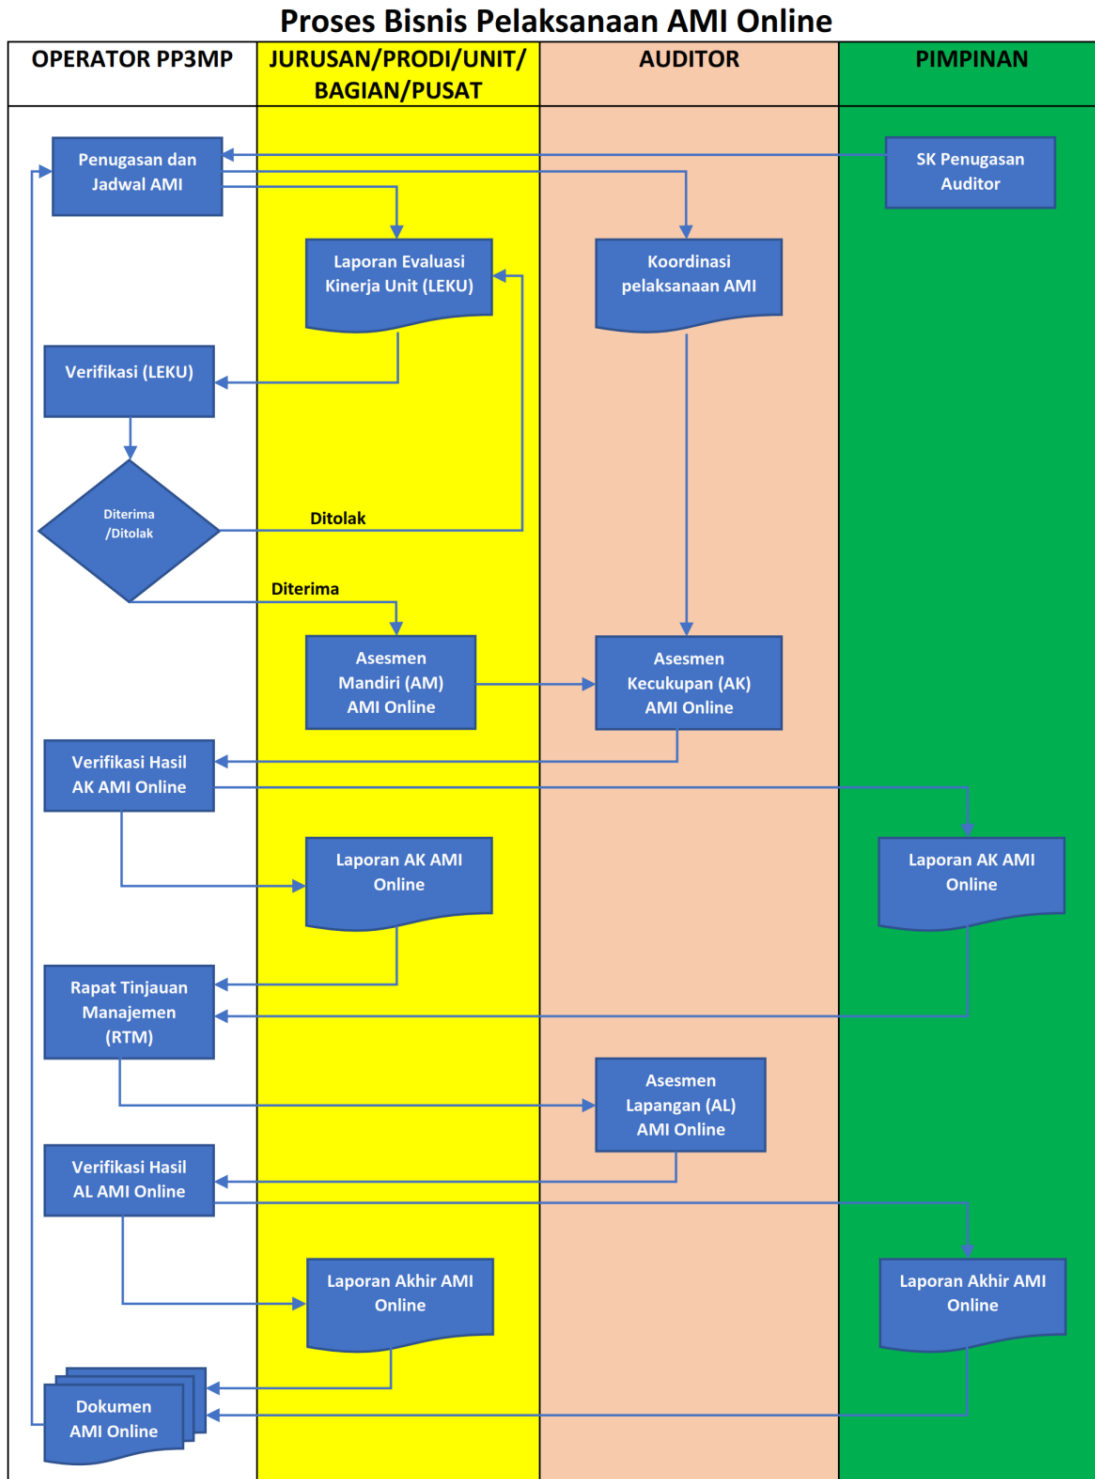 Proses Bisnis Pelaksanaan AMI Online
OPERATOR PP3MP
JURUSAN/PRODI/UNIT/
BAGIAN/PUSAT
AUDITOR
PIMPINAN
Penugasan dan
Jadwal AMI
SK Penugasan
Auditor
Laporan Evaluasi
Kinerja Unit (LEKU)
Koordinasi
pelaksanaan AMI
Verifikasi (LEKU)
Diterima
/Ditolak
Ditolak
Diterima
Asesmen
Mandiri (AM)
AMI Online
Asesmen
Kecukupan (AK)
AMI Online
Verifikasi Hasil
AK AMI Online
Laporan AK AMI
Online
Laporan AK AMI
Online
Rapat Tinjauan
Manajemen
(RTM)
Asesmen
Lapangan (AL)
AMI Online
Verifikasi Hasil
AL AMI Online
Laporan Akhir AMI
Online
Laporan Akhir AMI
Online
Dokumen
AMI Online